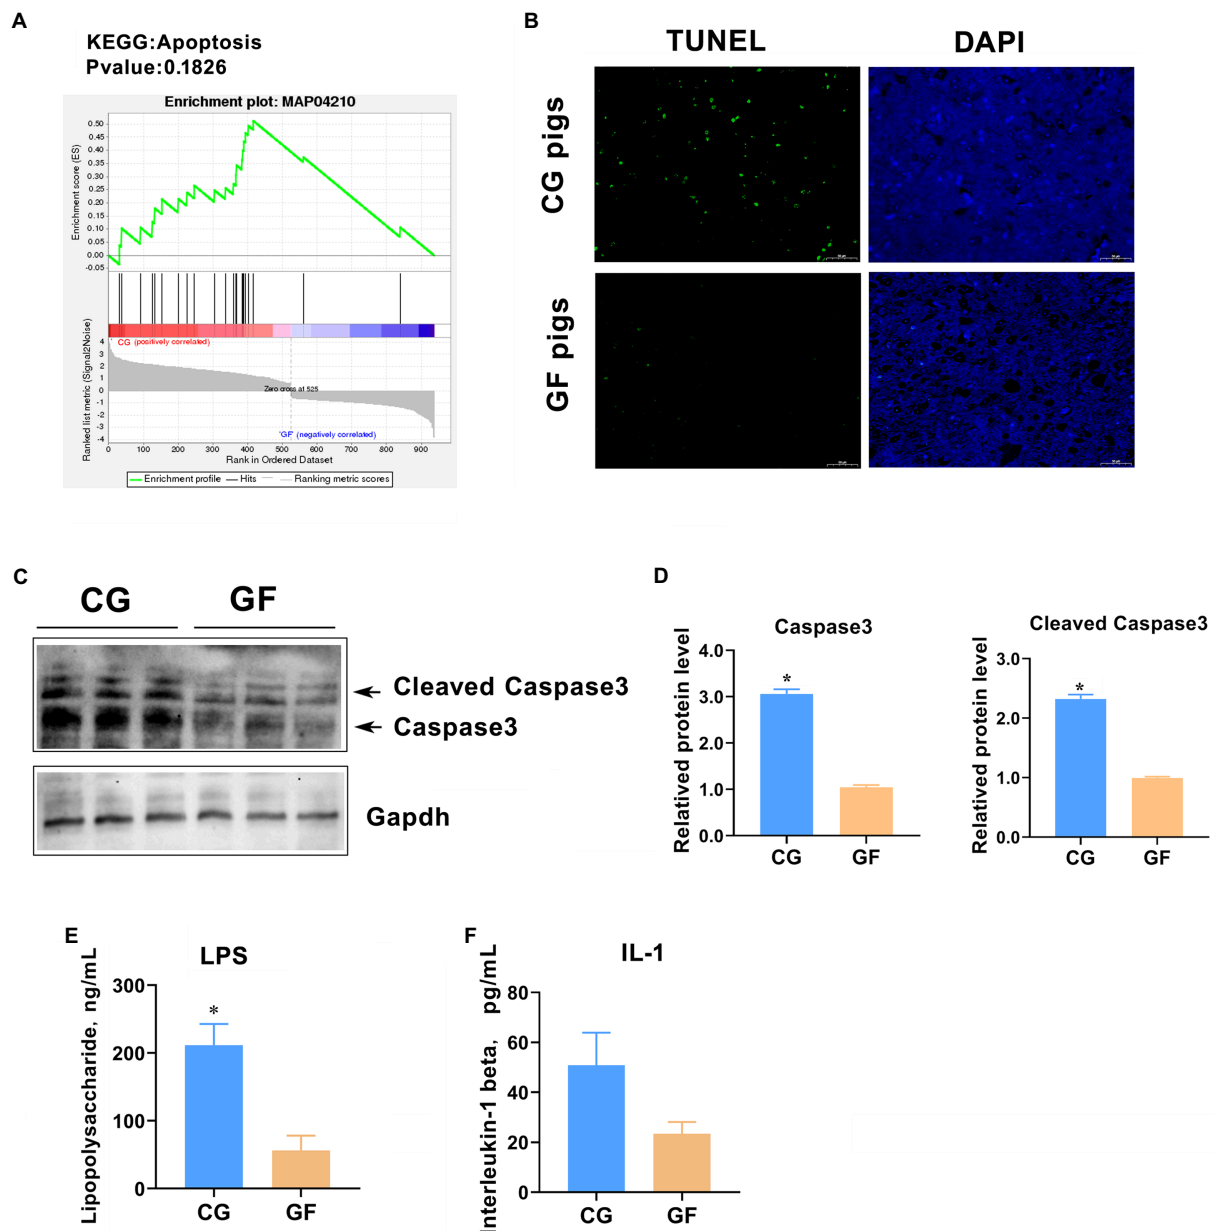 A
KEGG:Apoptosis
Pvalue:0.1826
Enrichment plot: MAP04210
Enrichment score (ES)
0.50
0.45
0.40
0.35
0.30
0.25
0.20
0.15
0.10
0.05
0.00
-0.05
Ranked list metric (Signal2Noise)
4
3
2
1
0
-1
-2
-3
-4
'CG' (positively correlated)
Zero cross at 525
'GF' (negatively correlated)
0 100 200 300 400 500 600 700 800 900
Rank in Ordered Dataset
Enrichment profile Hits Ranking metric scores
B
TUNEL DAPI
CG pigs
GF pigs
C
CG GF
Cleaved Caspase3
Caspase3
Gapdh
D
Caspase3
Relatived protein level
4.0
3.0
2.0
1.0
0.0
*
CG GF
Cleaved Caspase3
Relatived protein level
3.0
2.0
1.0
0.0
*
CG GF
E
LPS
Lipopolysaccharide, ng/mL
300
200
100
0
*
CG GF
F
IL-1
Interleukin-1 beta, pg/mL
80
60
40
20
0
CG GF